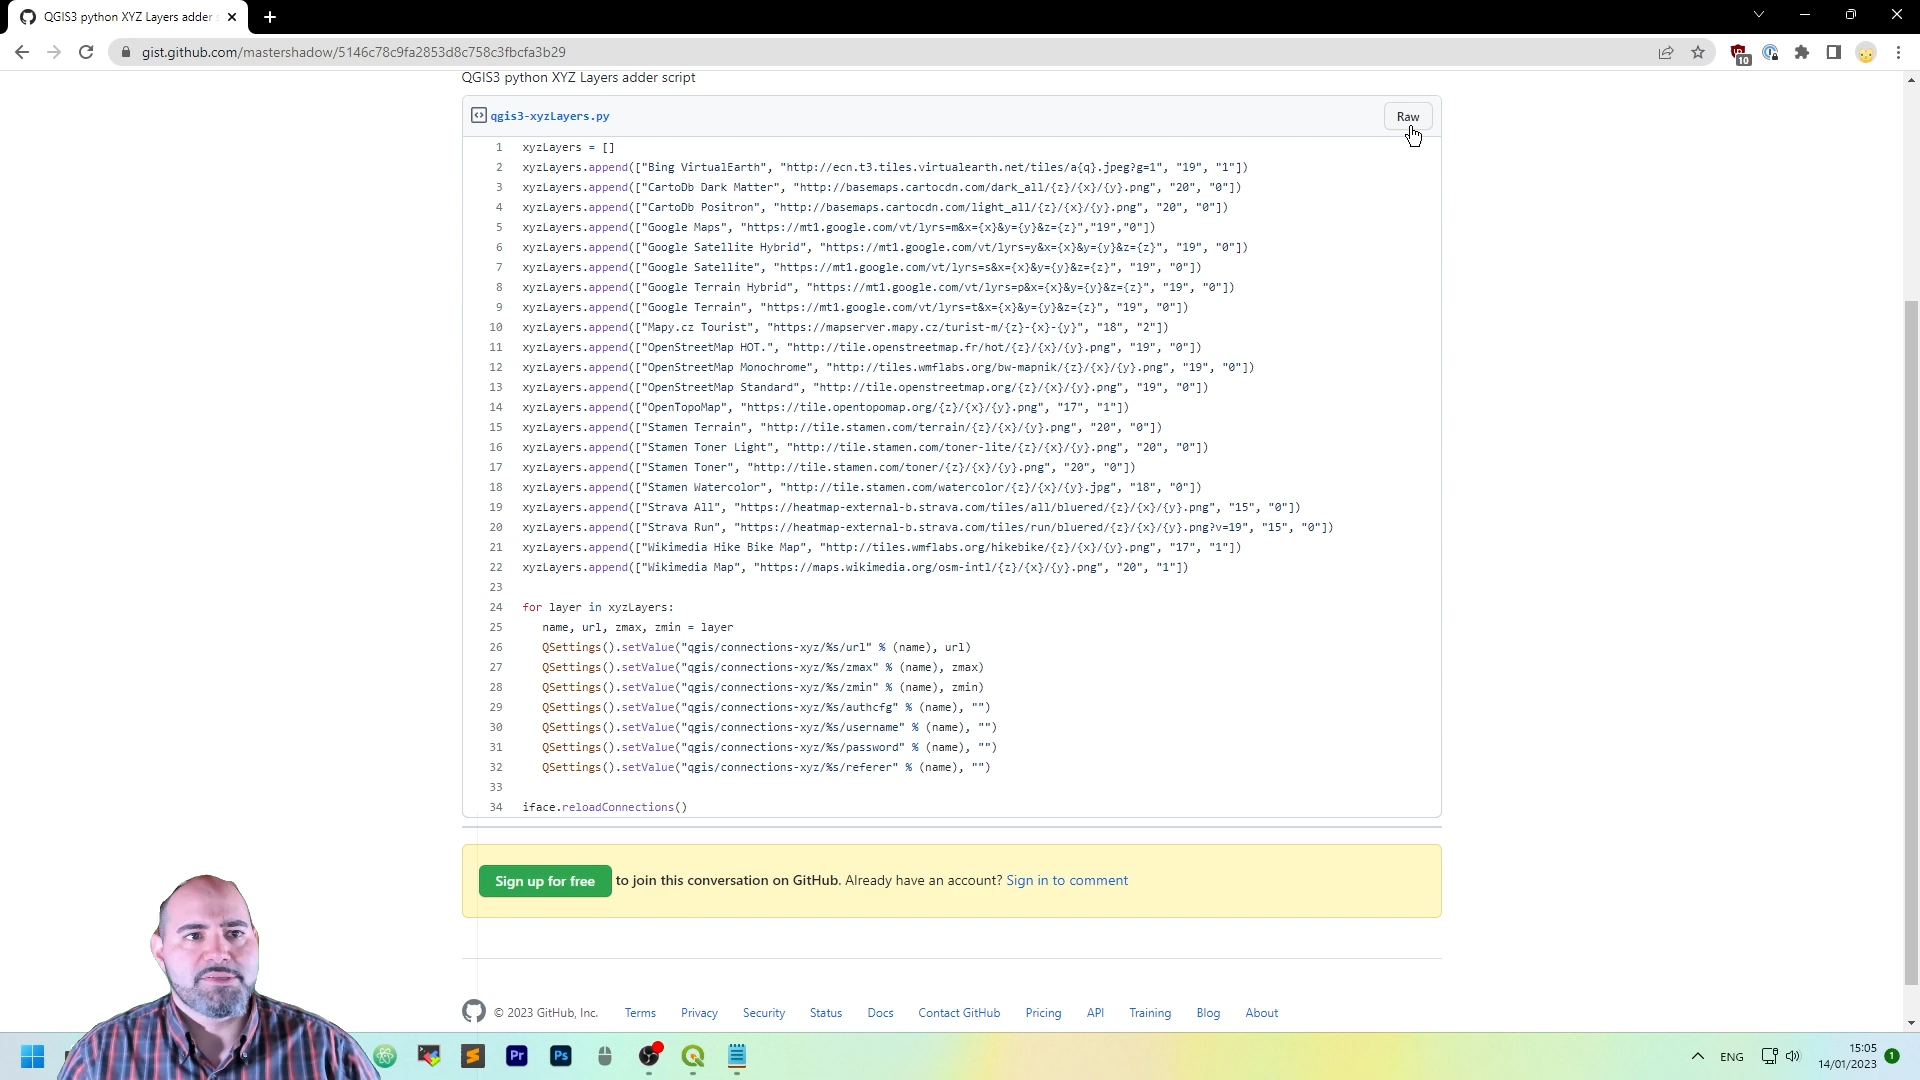 QGIS3 python XYZ Layers adder
gist.github.com/mastershadow/5146c78c9fa2853d8c758c3fbcfa3b29
10
QGIS3 python XYZ Layers adder script
qgis3-xyzLayers.py
Raw
1 xyzLayers = []
2 xyzLayers.append(["Bing VirtualEarth", "http://ecn.t3.tiles.virtualearth.net/tiles/a{q}.jpeg?g=1", "19", "1"])
3 xyzLayers.append(["CartoDb Dark Matter", "http://basemaps.cartocdn.com/dark_all/{z}/{x}/{y}.png", "20", "0"])
4 xyzLayers.append(["CartoDb Positron", "http://basemaps.cartocdn.com/light_all/{z}/{x}/{y}.png", "20", "0"])
5 xyzLayers.append(["Google Maps", "https://mt1.google.com/vt/lyrs=m&x={x}&y={y}&z={z}","19","0"])
6 xyzLayers.append(["Google Satellite Hybrid", "https://mt1.google.com/vt/lyrs=y&x={x}&y={y}&z={z}", "19", "0"])
7 xyzLayers.append(["Google Satellite", "https://mt1.google.com/vt/lyrs=s&x={x}&y={y}&z={z}", "19", "0"])
8 xyzLayers.append(["Google Terrain Hybrid", "https://mt1.google.com/vt/lyrs=p&x={x}&y={y}&z={z}", "19", "0"])
9 xyzLayers.append(["Google Terrain", "https://mt1.google.com/vt/lyrs=t&x={x}&y={y}&z={z}", "19", "0"])
10 xyzLayers.append(["Mapy.cz Tourist", "https://mapserver.mapy.cz/turist-m/{z}-{x}-{y}", "18", "2"])
11 xyzLayers.append(["OpenStreetMap HOT.", "http://tile.openstreetmap.fr/hot/{z}/{x}/{y}.png", "19", "0"])
12 xyzLayers.append(["OpenStreetMap Monochrome", "http://tiles.wmflabs.org/bw-mapnik/{z}/{x}/{y}.png", "19", "0"])
13 xyzLayers.append(["OpenStreetMap Standard", "http://tile.openstreetmap.org/{z}/{x}/{y}.png", "19", "0"])
14 xyzLayers.append(["OpenTopoMap", "https://tile.opentopomap.org/{z}/{x}/{y}.png", "17", "1"])
15 xyzLayers.append(["Stamen Terrain", "http://tile.stamen.com/terrain/{z}/{x}/{y}.png", "20", "0"])
16 xyzLayers.append(["Stamen Toner Light", "http://tile.stamen.com/toner-lite/{z}/{x}/{y}.png", "20", "0"])
17 xyzLayers.append(["Stamen Toner", "http://tile.stamen.com/toner/{z}/{x}/{y}.png", "20", "0"])
18 xyzLayers.append(["Stamen Watercolor", "http://tile.stamen.com/watercolor/{z}/{x}/{y}.jpg", "18", "0"])
19 xyzLayers.append(["Strava All", "https://heatmap-external-b.strava.com/tiles/all/bluered/{z}/{x}/{y}.png", "15", "0"])
20 xyzLayers.append(["Strava Run", "https://heatmap-external-b.strava.com/tiles/run/bluered/{z}/{x}/{y}.png?v=19", "15", "0"])
21 xyzLayers.append(["Wikimedia Hike Bike Map", "http://tiles.wmflabs.org/hikebike/{z}/{x}/{y}.png", "17", "1"])
22 xyzLayers.append(["Wikimedia Map", "https://maps.wikimedia.org/osm-intl/{z}/{x}/{y}.png", "20", "1"])
23
24 for layer in xyzLayers:
25 name, url, zmax, zmin = layer
26 QSettings().setValue("qgis/connections-xyz/%s/url" % (name), url)
27 QSettings().setValue("qgis/connections-xyz/%s/zmax" % (name), zmax)
28 QSettings().setValue("qgis/connections-xyz/%s/zmin" % (name), zmin)
29 QSettings().setValue("qgis/connections-xyz/%s/authcfg" % (name), "")
30 QSettings().setValue("qgis/connections-xyz/%s/username" % (name), "")
31 QSettings().setValue("qgis/connections-xyz/%s/password" % (name), "")
32 QSettings().setValue("qgis/connections-xyz/%s/referer" % (name), "")
33
34 iface.reloadConnections()
Sign up for free to join this conversation on GitHub. Already have an account? Sign in to comment
© 2023 GitHub, Inc. Terms Privacy Security Status Docs Contact GitHub Pricing API Training Blog About
Pr Ps ENG 15:05 1
14/01/2023